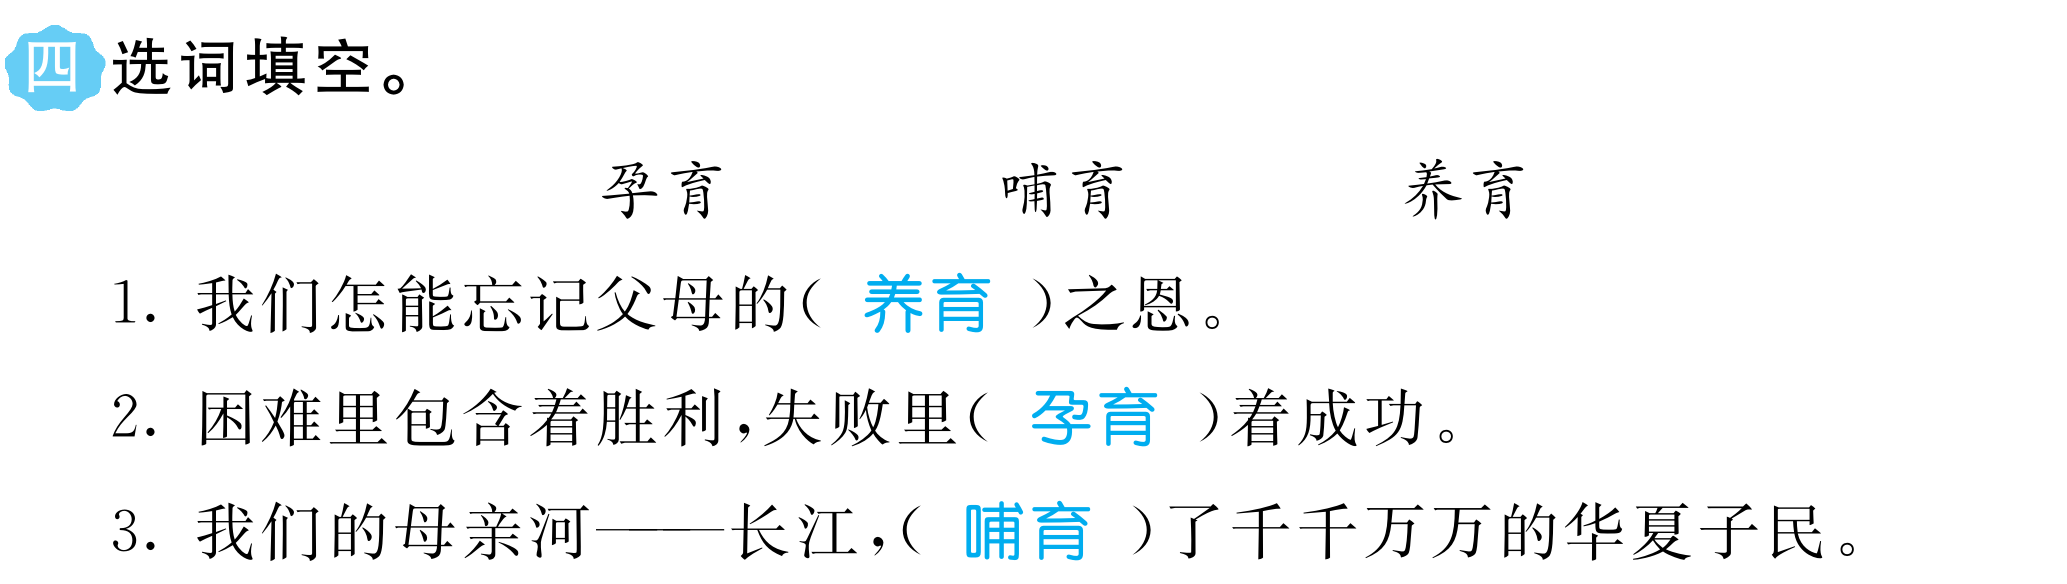 四 选词填空。
孕育 哺育 养育
1. 我们怎能忘记父母的( 养育 )之恩。
2. 困难里包含着胜利,失败里( 孕育 )着成功。
3. 我们的母亲河——长江,( 哺育 )了千千万万的华夏子民。